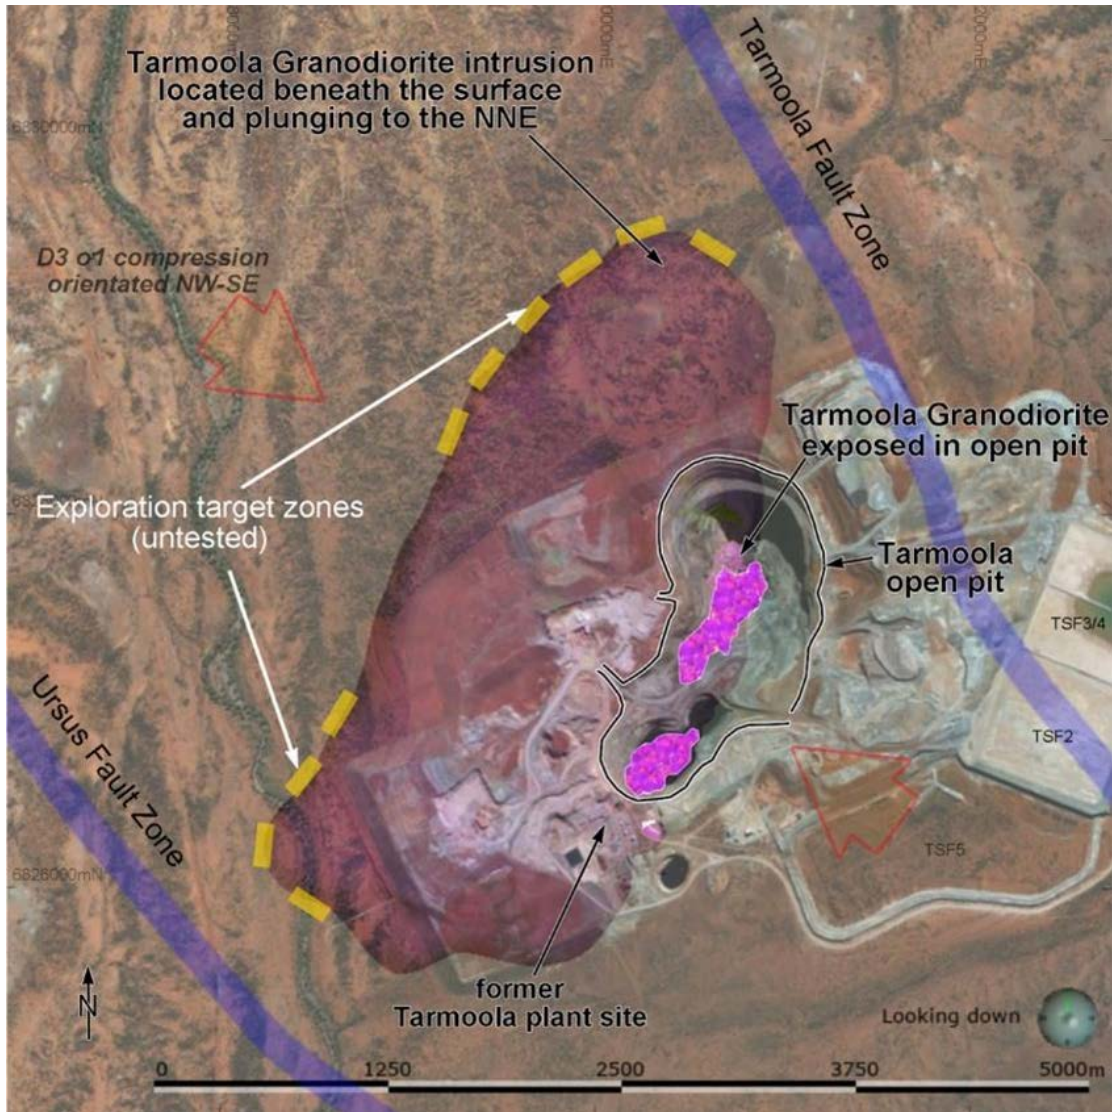 Tarmoola Granodiorite intrusion
located beneath the surface
and plunging to the NNE
Tarmoola Fault Zone
D3 σ1 compression
orientated NW-SE
Tarmoola Granodiorite
exposed in open pit
Exploration target zones
(untested)
Tarmoola
open pit
TSF3/4
TSF2
Ursus Fault Zone
TSF5
6826000mN
former
Tarmoola plant site
N
Looking down
0 1250 2500 3750 5000m